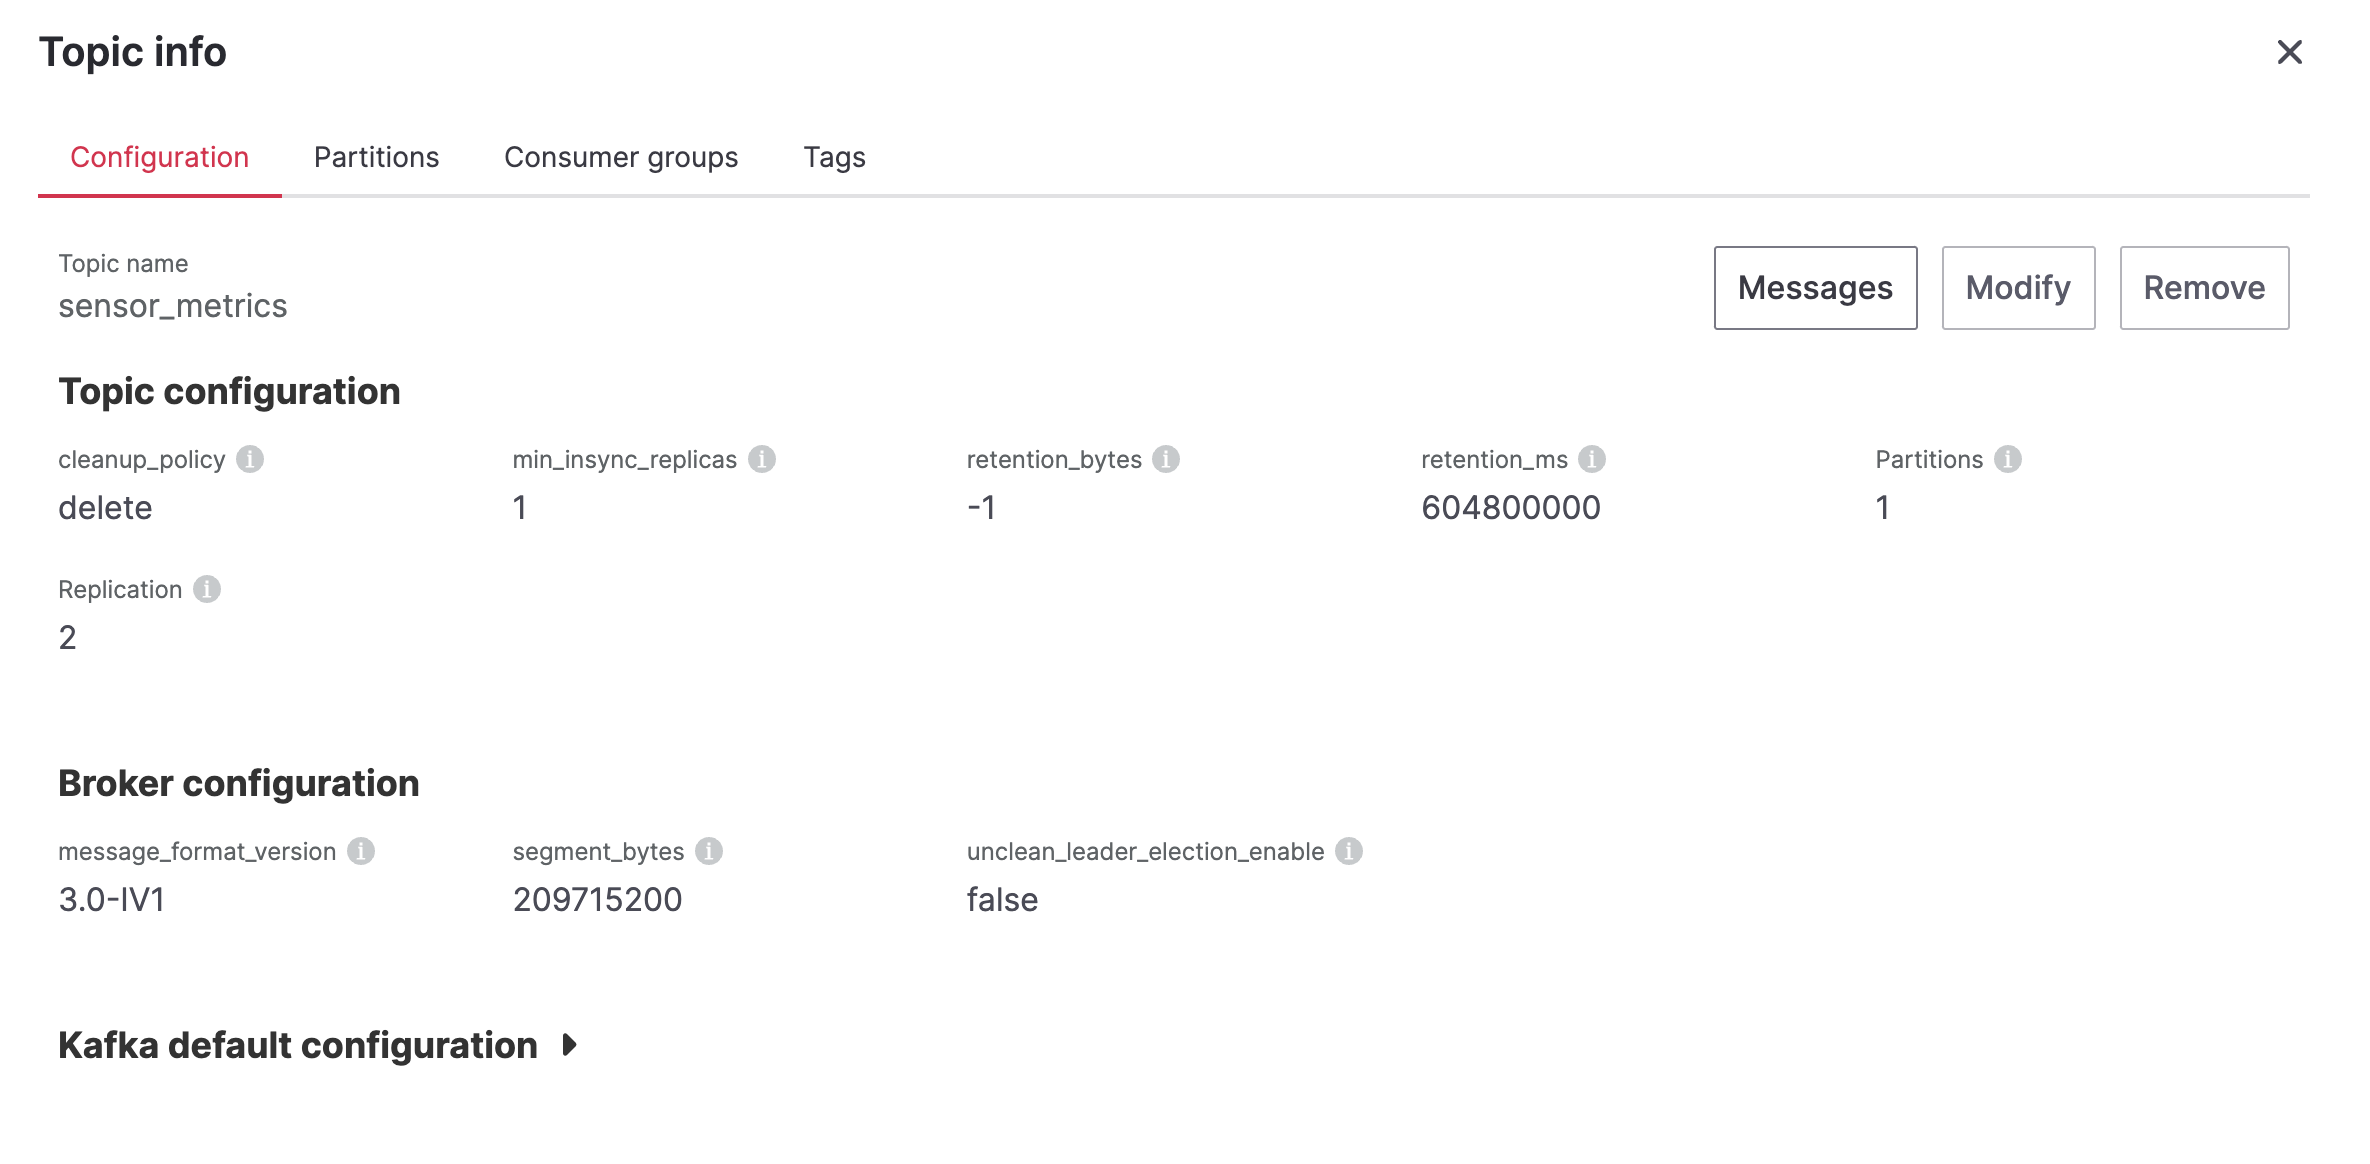 Topic info
Configuration Partitions Consumer groups Tags
Topic name
sensor_metrics
Messages Modify Remove
Topic configuration
cleanup_policy i min_insync_replicas i retention_bytes i retention_ms i Partitions i
delete 1 -1 604800000 1
Replication i
2
Broker configuration
message_format_version i segment_bytes i unclean_leader_election_enable i
3.0-IV1 209715200 false
Kafka default configuration